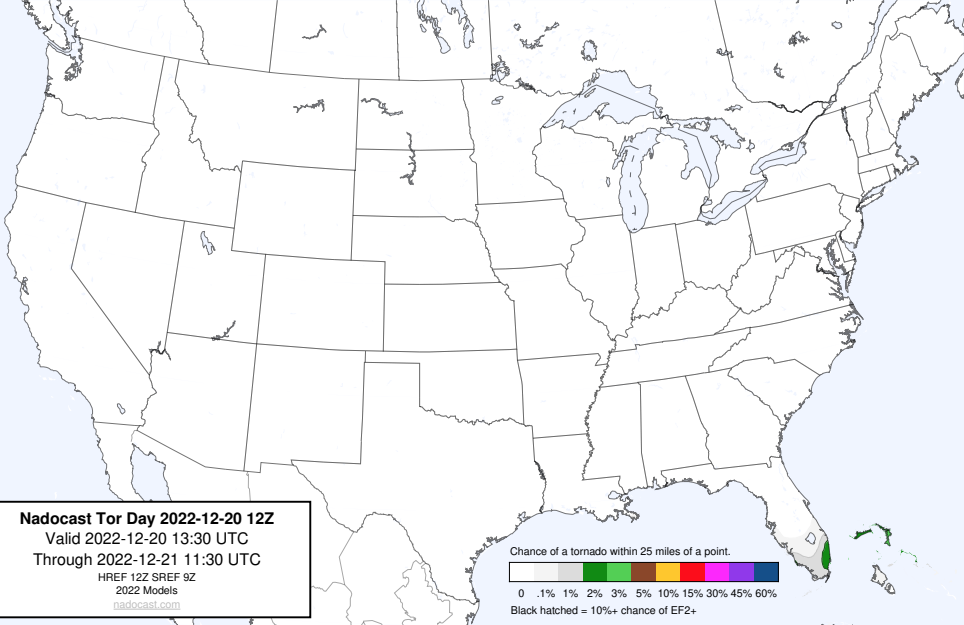 Nadocast Tor Day 2022-12-20 12Z
Valid 2022-12-20 13:30 UTC
Through 2022-12-21 11:30 UTC
HREF 12Z SREF 9Z
2022 Models
nadocast.com
Chance of a tornado within 25 miles of a point.
0 .1% 1% 2% 3% 5% 10% 15% 30% 45% 60%
Black hatched = 10%+ chance of EF2+